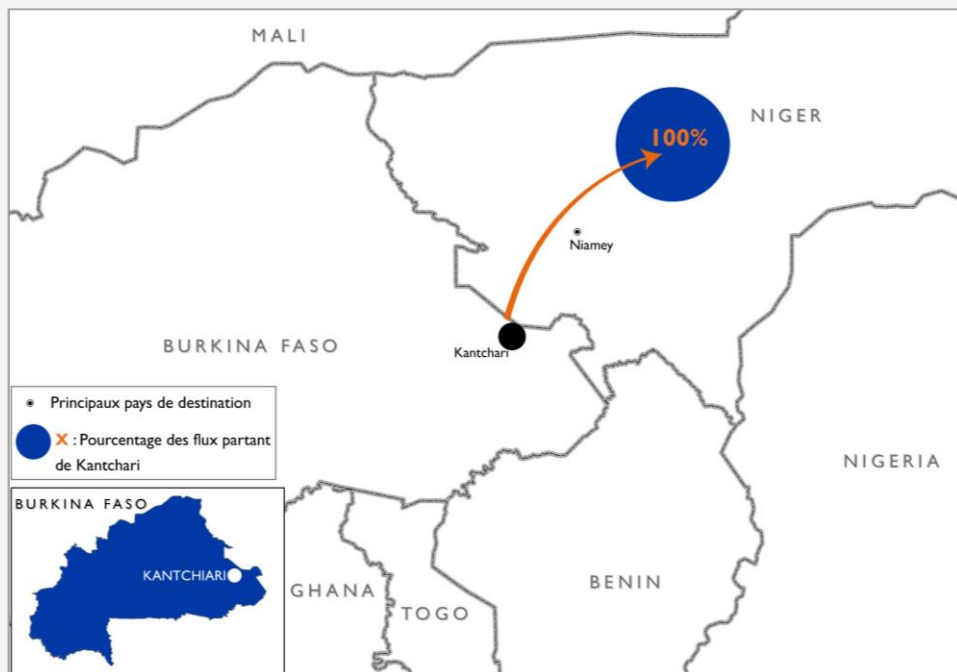 MALI
NIGER
100%
Niamey
Kantchari
BURKINA FASO
Principaux pays de destination
X : Pourcentage des flux partant
de Kantchari
NIGERIA
BURKINA FASO
KANTCHIARI
GHANA
TOGO
BENIN